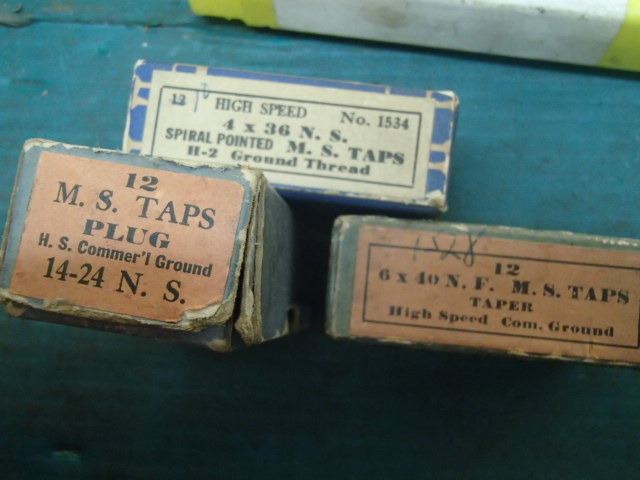 12 HIGH SPEED No. 1534
4 x 36 N. S.
SPIRAL POINTED M. S. TAPS
H-2 Ground Thread
12
M. S. TAPS
PLUG
H. S. Commer'l Ground
14-24 N. S.
12
6 x 40 N. F. M. S. TAPS
TAPER
High Speed Com. Ground